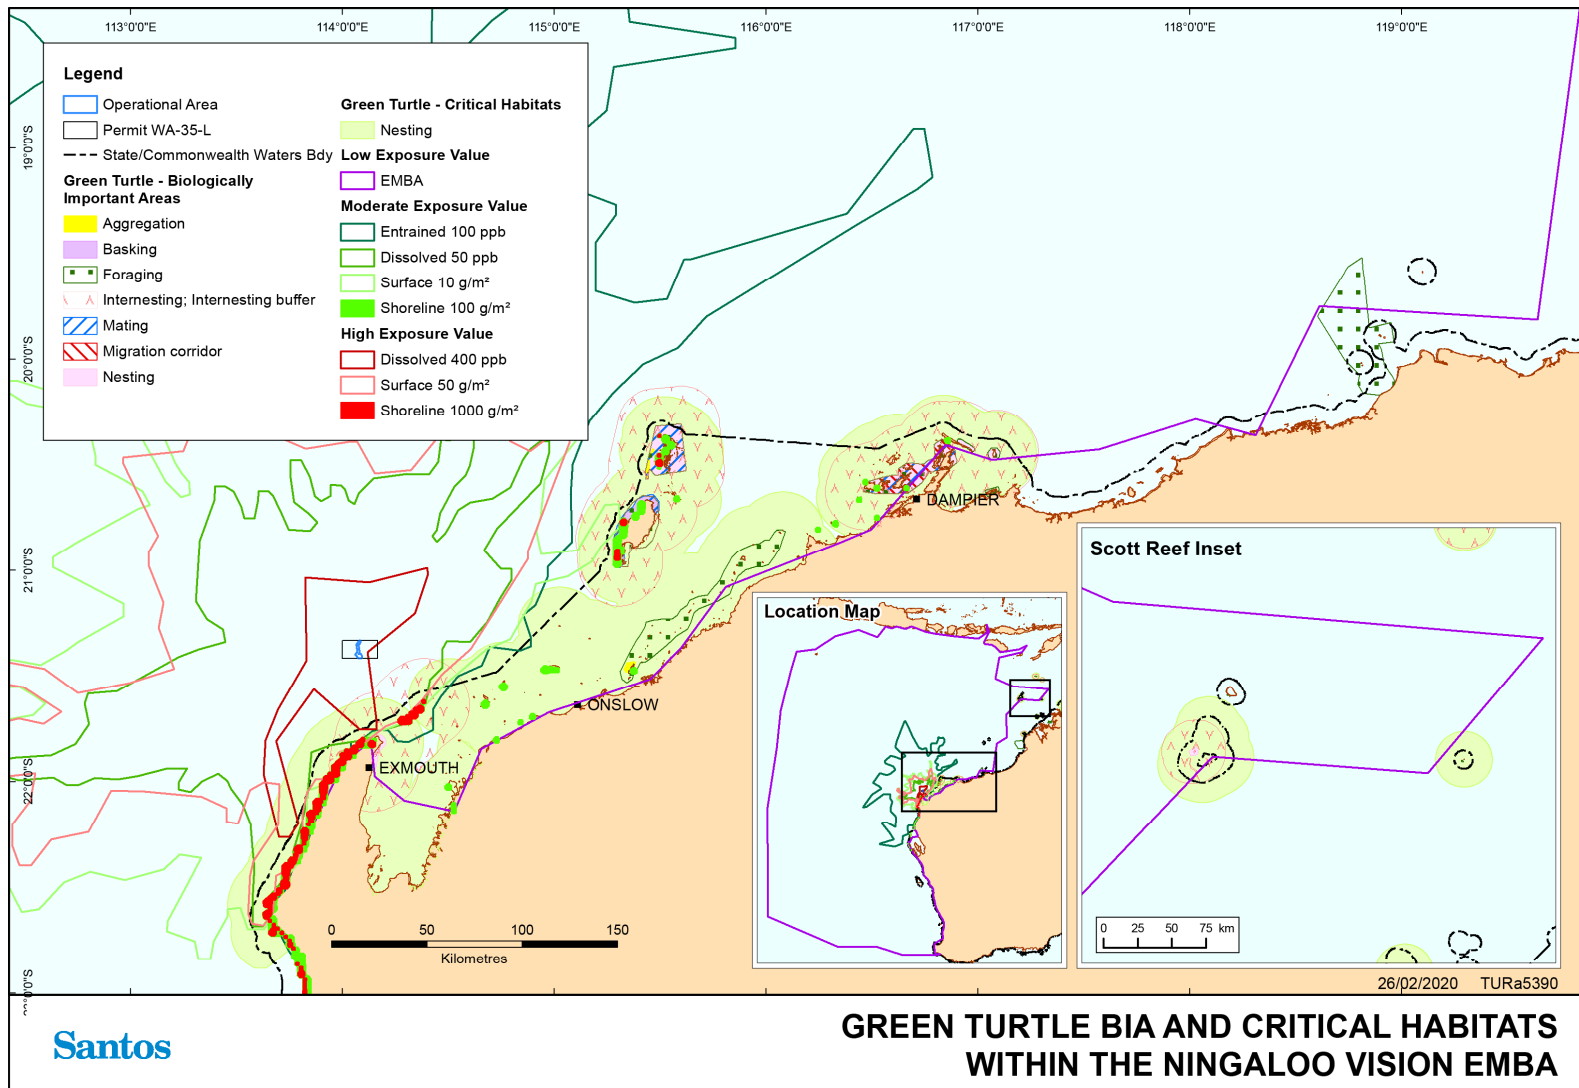 113°0'0"E 114°0'0"E 115°0'0"E 116°0'0"E 117°0'0"E 118°0'0"E 119°0'0"E
19°0'0"S
20°0'0"S
21°0'0"S
22°0'0"S
Legend
Operational Area
Permit WA-35-L
State/Commonwealth Waters Bdy
Green Turtle - Biologically
Important Areas
Aggregation
Basking
Foraging
Internesting; Internesting buffer
Mating
Migration corridor
Nesting
Green Turtle - Critical Habitats
Nesting
Low Exposure Value
EMBA
Moderate Exposure Value
Entrained 100 ppb
Dissolved 50 ppb
Surface 10 g/m²
Shoreline 100 g/m²
High Exposure Value
Dissolved 400 ppb
Surface 50 g/m²
Shoreline 1000 g/m²
DAMPIER
ONSLOW
EXMOUTH
0 50 100 150
Kilometres
Location Map
Scott Reef Inset
0 25 50 75 km
26/02/2020 TURa5390
Santos
GREEN TURTLE BIA AND CRITICAL HABITATS
WITHIN THE NINGALOO VISION EMBA